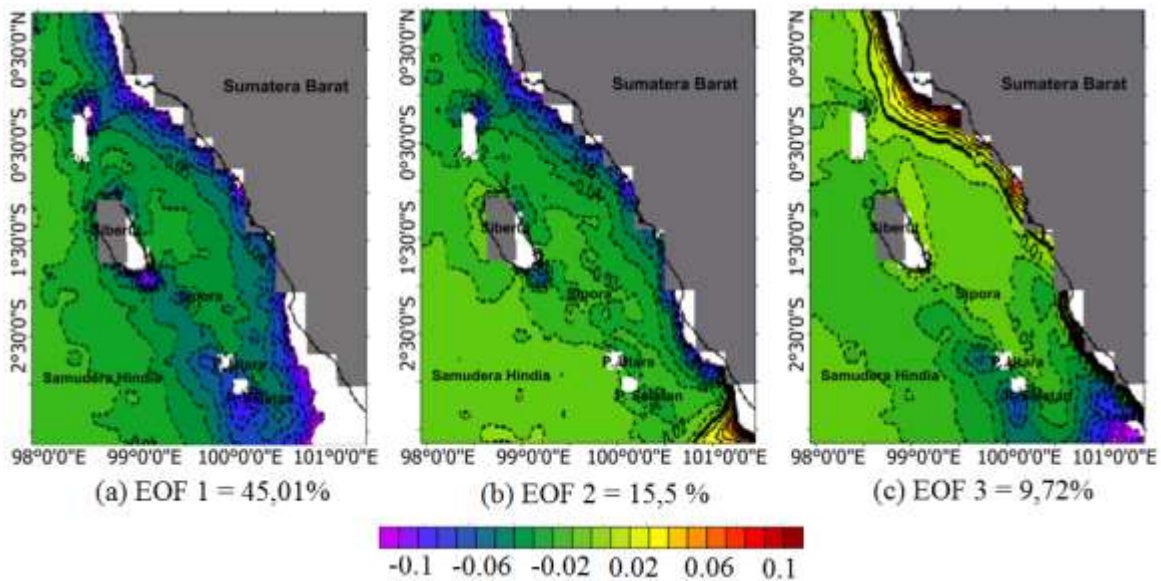 0°30'0"N
0°30'0"S
1°30'0"S
2°30'0"S
Sumatera Barat
Siberut
Sipora
Samudera Hindia
98°0'0"E
99°0'0"E
100°0'0"E
101°0'0"E
(a) EOF 1 = 45,01%
0°30'0"N
0°30'0"S
1°30'0"S
2°30'0"S
Sumatera Barat
Siberut
Sipora
P. Utara
Samudera Hindia
P. Selatan
98°0'0"E
99°0'0"E
100°0'0"E
101°0'0"E
(b) EOF 2 = 15,5 %
0°30'0"N
0°30'0"S
1°30'0"S
2°30'0"S
Sumatera Barat
Siberut
Sipora
P. Utara
Samudera Hindia
P. Selatan
98°0'0"E
99°0'0"E
100°0'0"E
101°0'0"E
(c) EOF 3 = 9,72%
-0.1 -0.06 -0.02 0.02 0.06 0.1